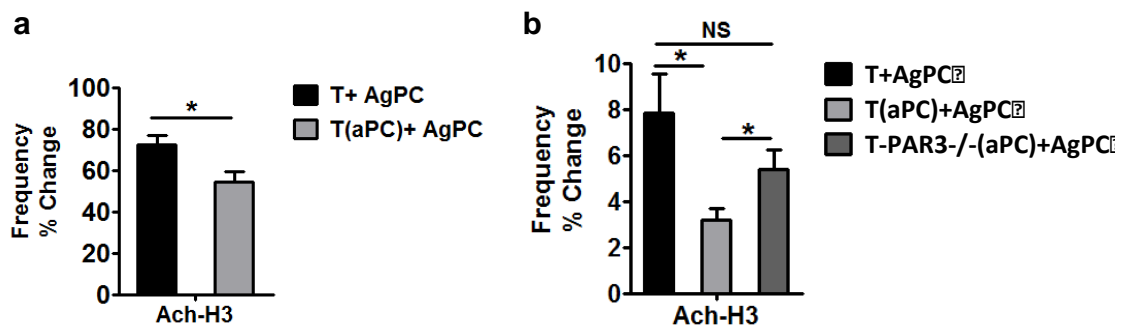 a
100
80
60
40
20
0
Frequency
% Change
*
Ach-H3
T+ AgPC
T(aPC)+ AgPC
b
10
8
6
4
2
0
Frequency
% Change
NS
*
*
Ach-H3
T+AgPC⍰
T(aPC)+AgPC⍰
T-PAR3-/-(aPC)+AgPC⍰